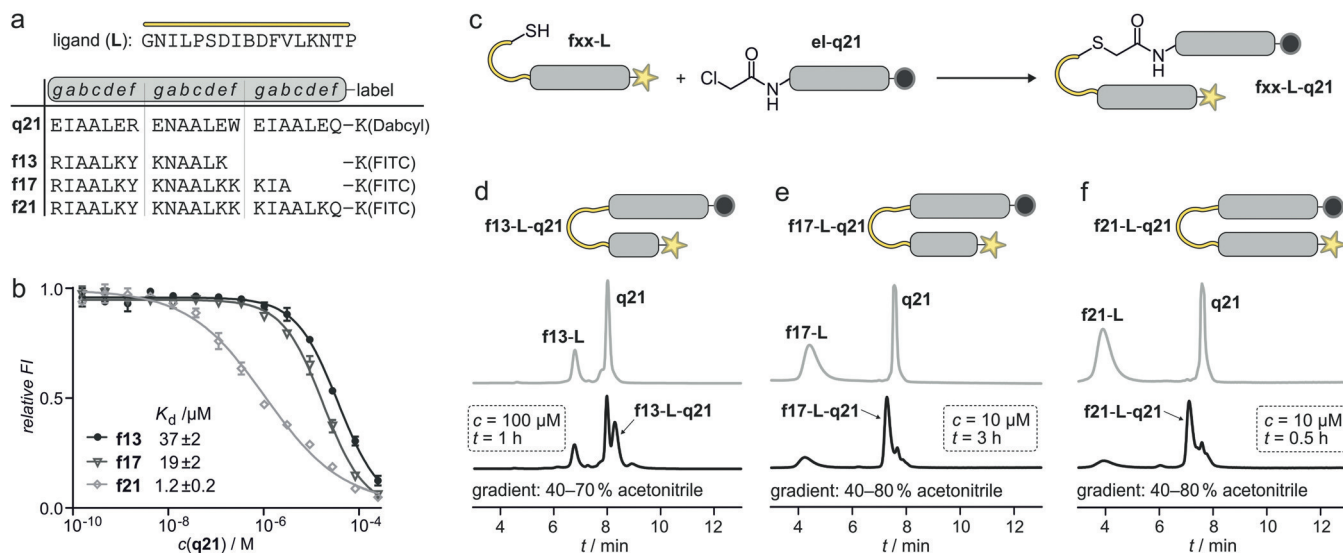 a
ligand (L): GNILPSDIBDFVLKNTP
gabcdef gabcdef gabcdef –label
q21 EIAALER ENAALEW EIAALEQ –K(Dabcyl)
f13 RIAALKY KNAALK –K(FITC)
f17 RIAALKY KNAALKK KIA –K(FITC)
f21 RIAALKY KNAALKK KIAALKQ –K(FITC)
b
relative FI
1.0
0.5
0.0
Kd /µM
f13 37 ±2
f17 19 ±2
f21 1.2±0.2
10⁻¹⁰ 10⁻⁸ 10⁻⁶ 10⁻⁴
c(q21) / M
c
SH
fxx-L
+
el-q21
Cl
O
N
H
S
O
N
H
fxx-L-q21
d
f13-L-q21
q21
f13-L
c = 100 µM
t = 1 h
f13-L-q21
gradient: 40–70 % acetonitrile
4 6 8 10 12
t / min
e
f17-L-q21
q21
f17-L
f17-L-q21
c = 10 µM
t = 3 h
gradient: 40–80 % acetonitrile
4 6 8 10 12
t / min
f
f21-L-q21
q21
f21-L
f21-L-q21
c = 10 µM
t = 0.5 h
gradient: 40–80 % acetonitrile
4 6 8 10 12
t / min